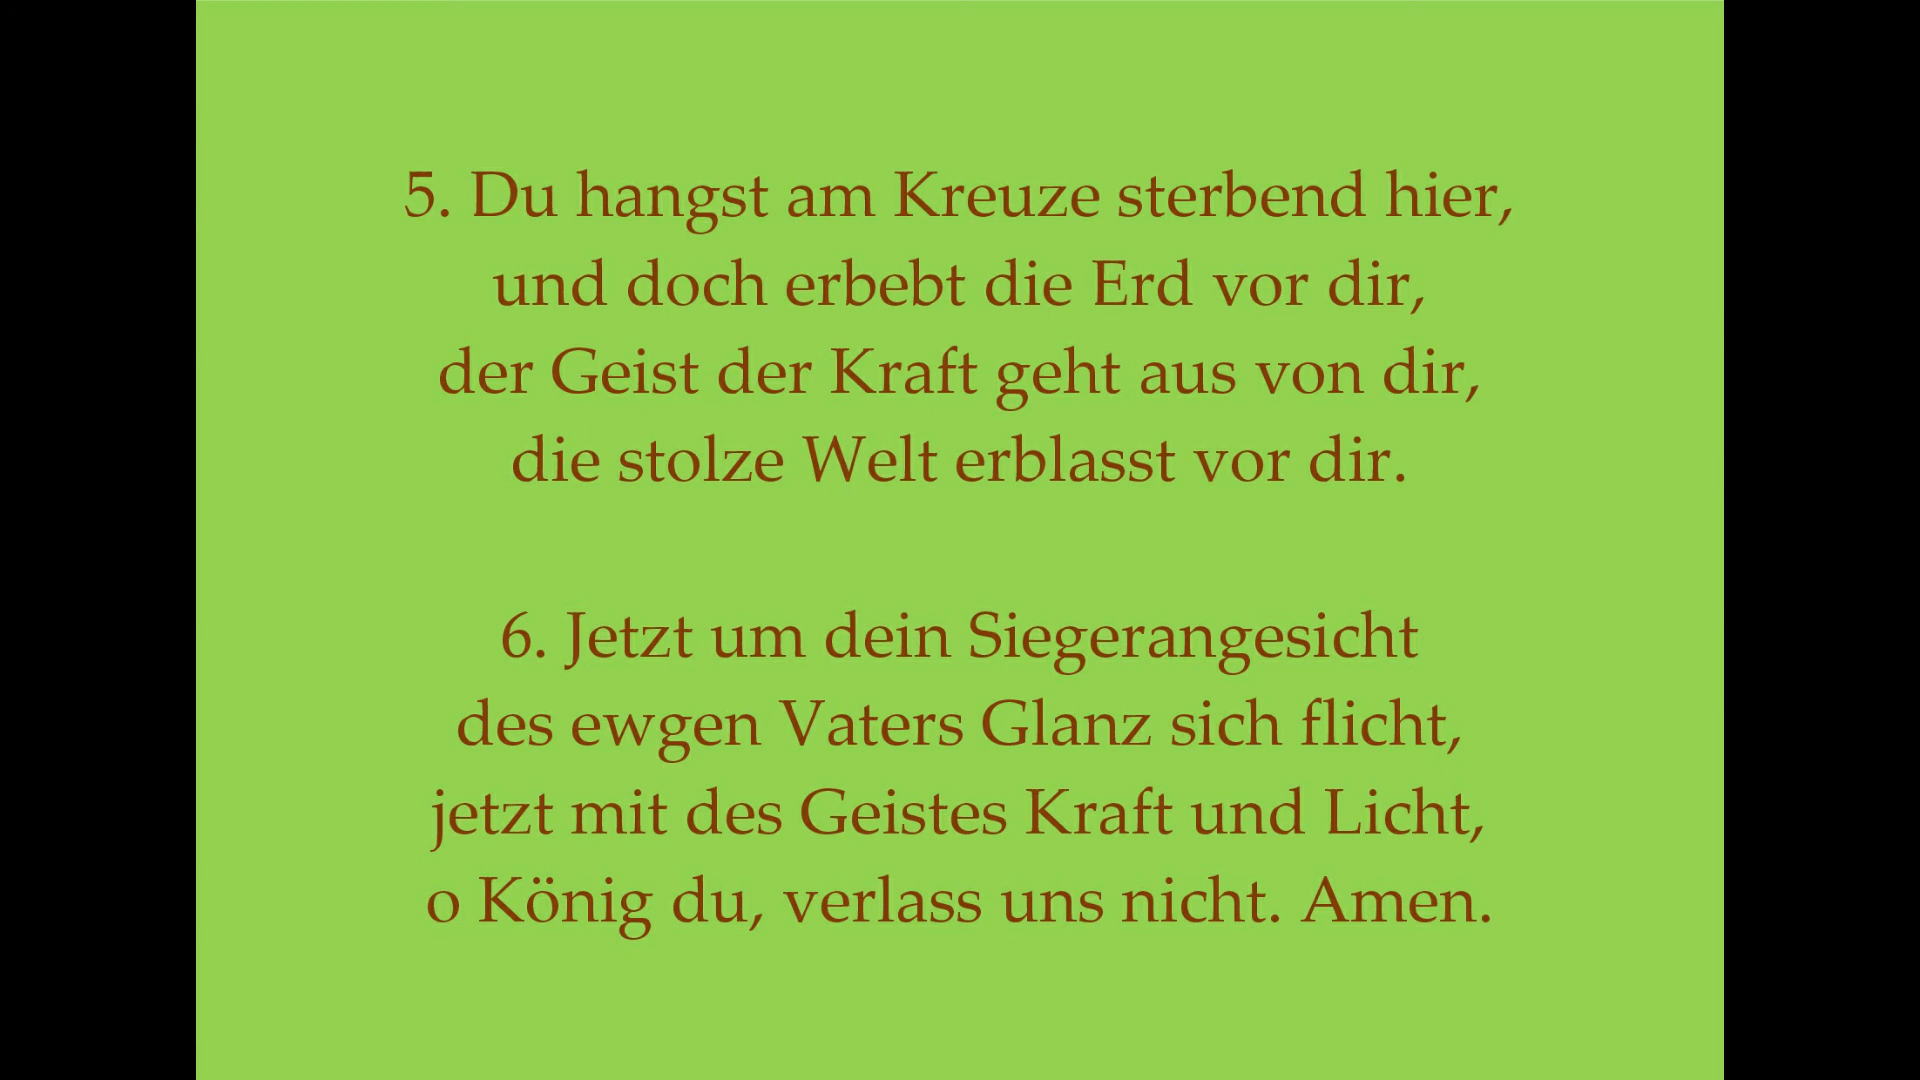 5. Du hangst am Kreuze sterbend hier,
und doch erbebt die Erd vor dir,
der Geist der Kraft geht aus von dir,
die stolze Welt erblasst vor dir.
6. Jetzt um dein Siegerangesicht
des ewgen Vaters Glanz sich flicht,
jetzt mit des Geistes Kraft und Licht,
o König du, verlass uns nicht. Amen.